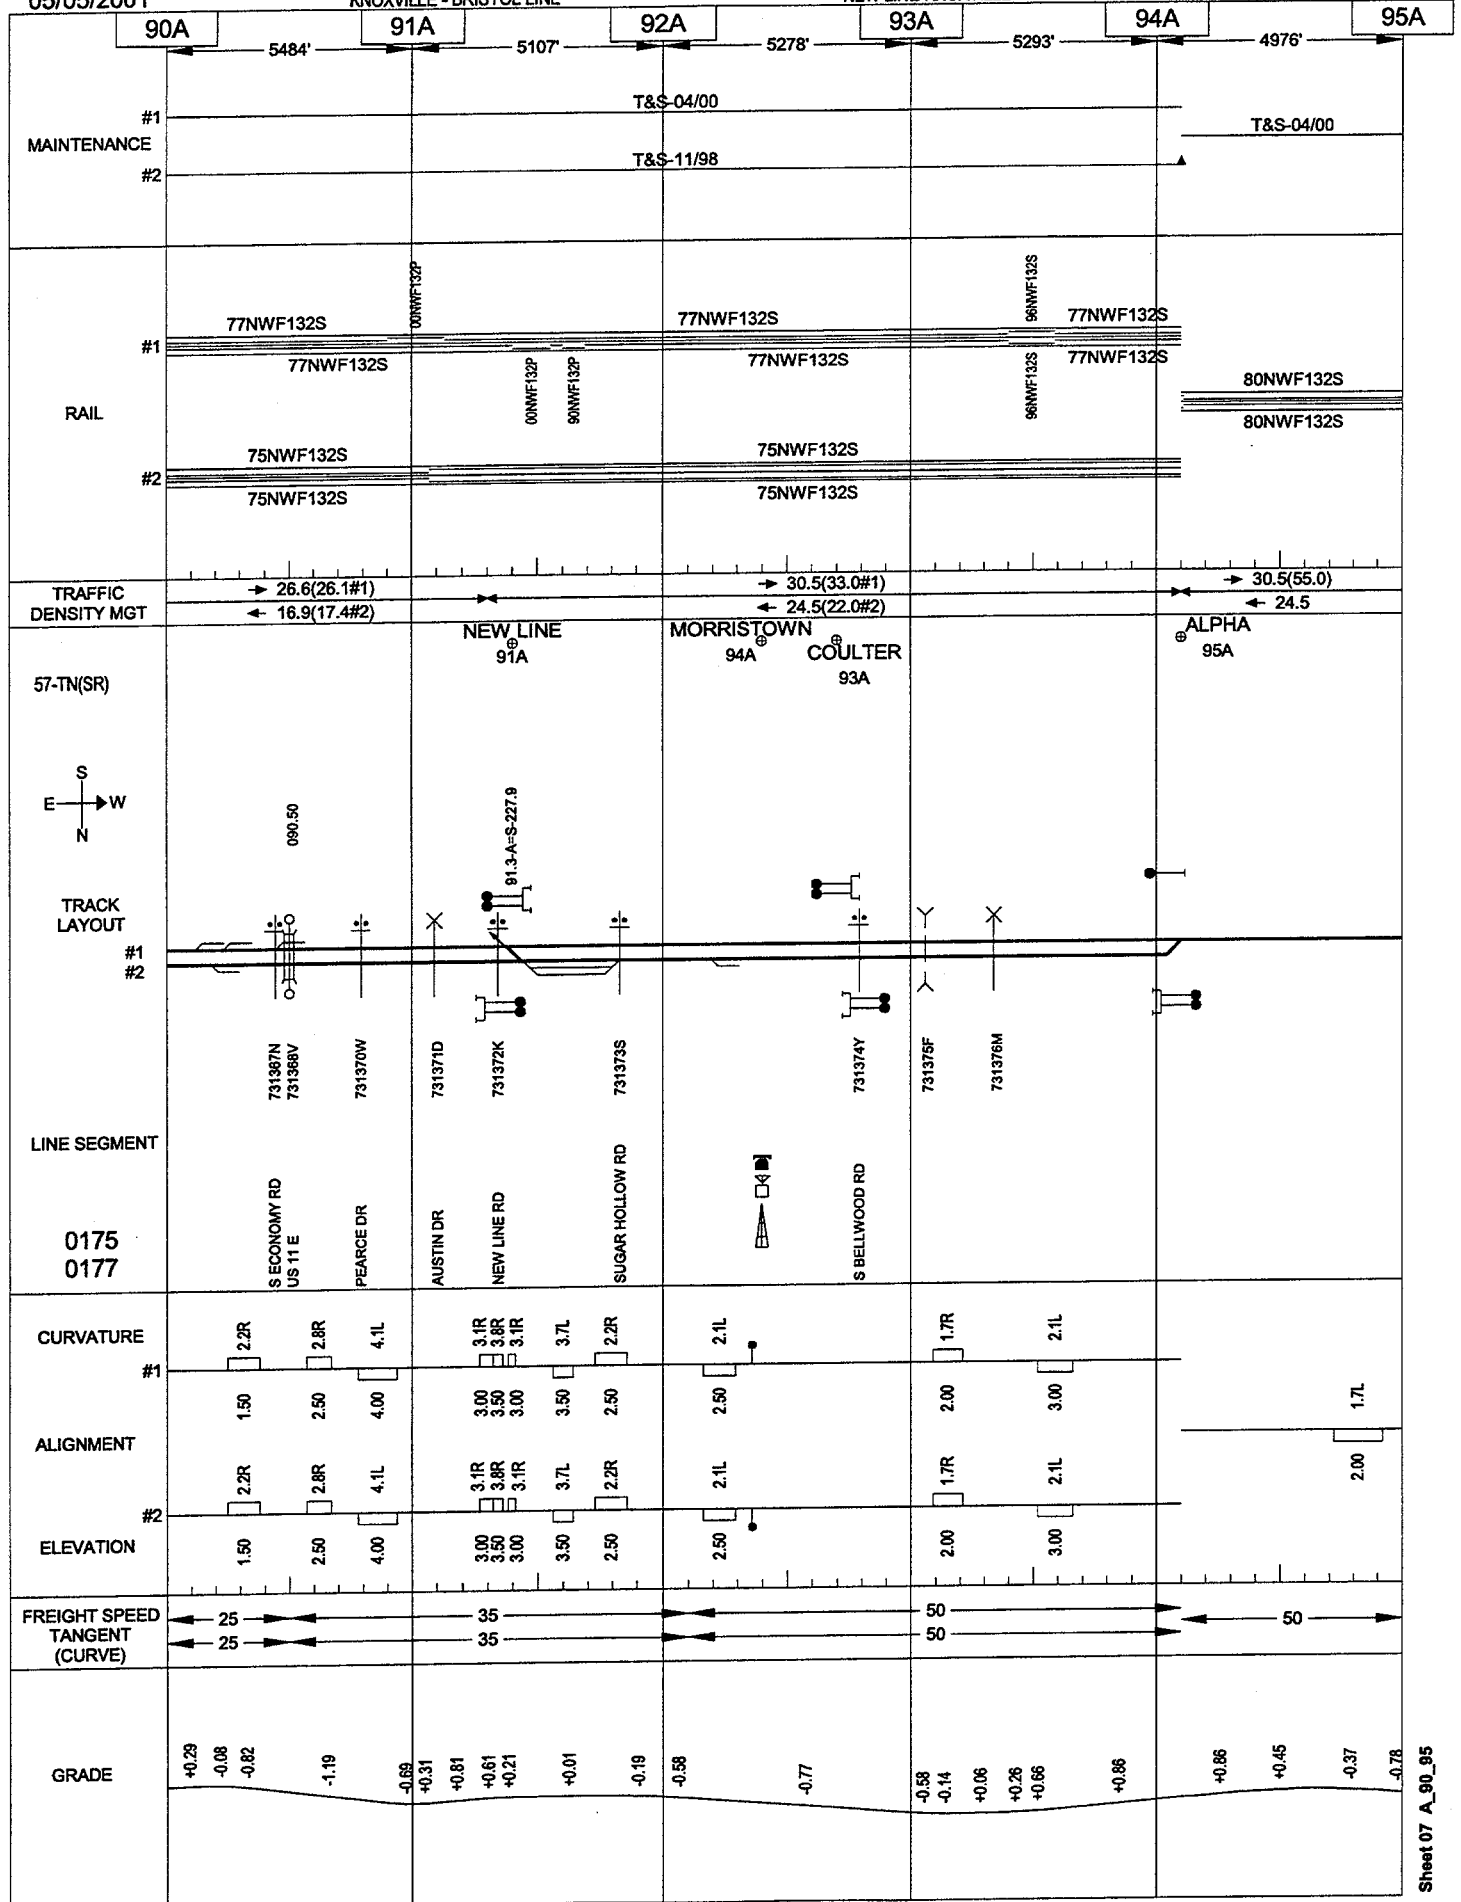 05/05/2001
KNOXVILLE - BRISTOL LINE
90A 91A 92A 93A 94A 95A
5484' 5107' 5278' 5293' 4976'
MAINTENANCE
#1
T&S-04/00
T&S-04/00
#2
T&S-11/98
RAIL
00NWF132P
96NWF132S
77NWF132S 77NWF132S 77NWF132S
#1
77NWF132S 77NWF132S 77NWF132S
00NWF132P
90NWF132P
96NWF132S
80NWF132S
80NWF132S
75NWF132S 75NWF132S
#2
75NWF132S 75NWF132S
TRAFFIC
DENSITY MGT
26.6(26.1#1) 30.5(33.0#1) 30.5(55.0)
16.9(17.4#2) 24.5(22.0#2) 24.5
NEW LINE
91A
MORRISTOWN
94A
COULTER
93A
ALPHA
95A
57-TN(SR)
S
E W
N
090.50
91.3-A=S-227.9
TRACK
LAYOUT
#1
#2
731367N
731368V
731370W
731371D
731372K
731373S
731374Y
731375F
731376M
LINE SEGMENT
0175
0177
S ECONOMY RD
US 11 E
PEARCE DR
AUSTIN DR
NEW LINE RD
SUGAR HOLLOW RD
S BELLWOOD RD
CURVATURE
2.2R 2.8R 4.1L 3.1R 3.8R 3.1R 3.7L 2.2R 2.1L 1.7R 2.1L
#1
1.50 2.50 4.00 3.00 3.50 3.00 3.50 2.50 2.50 2.00 3.00
1.7L
ALIGNMENT
2.00
2.2R 2.8R 4.1L 3.1R 3.8R 3.1R 3.7L 2.2R 2.1L 1.7R 2.1L
#2
ELEVATION
1.50 2.50 4.00 3.00 3.50 3.00 3.50 2.50 2.50 2.00 3.00
FREIGHT SPEED
TANGENT
(CURVE)
25 35 50 50
25 35 50
GRADE
+0.29 -0.08 -0.82 -1.19 -0.69 +0.31 +0.81 +0.61 +0.21 +0.01 -0.19 -0.58 -0.77 -0.58 -0.14 +0.06 +0.26 +0.66 +0.86 +0.86 +0.45 -0.37 -0.78
Sheet 07 A_90_95